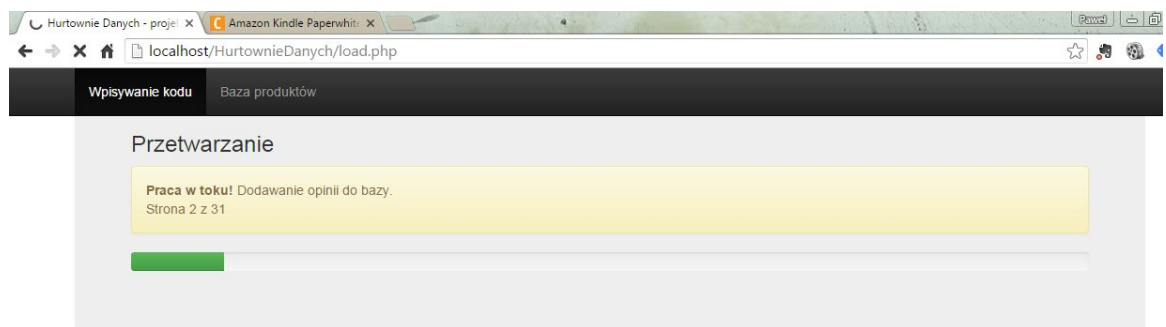 Hurtownie Danych - projek
Amazon Kindle Paperwhite
Paweł
localhost/HurtownieDanych/load.php
Wpisywanie kodu
Baza produktów
Przetwarzanie
Praca w toku! Dodawanie opinii do bazy.
Strona 2 z 31